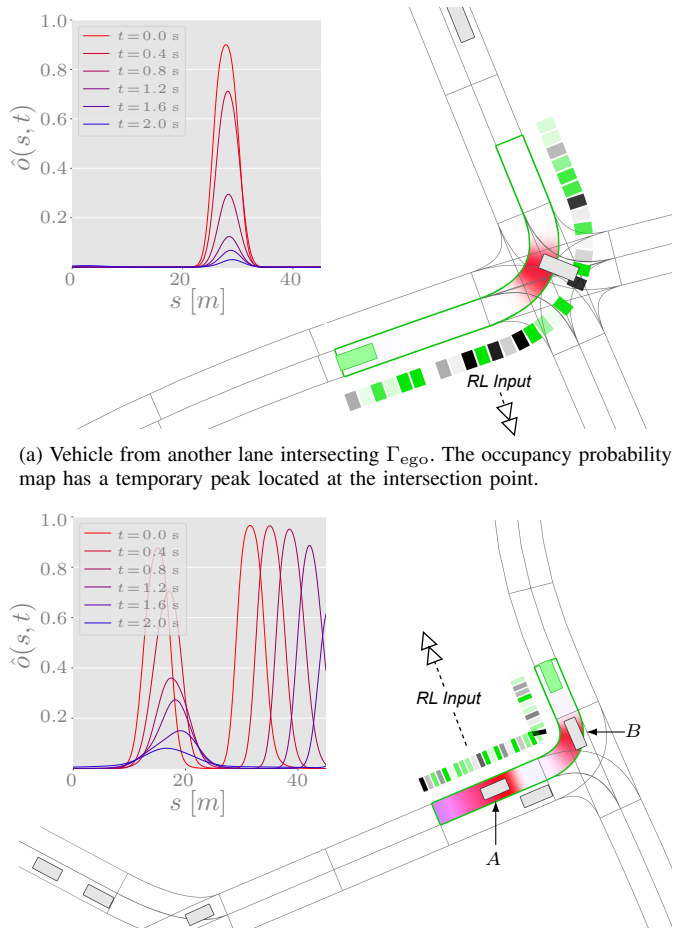 1.0
0.8
0.6
0.4
0.2
ô(s, t)
t=0.0 s
t=0.4 s
t=0.8 s
t=1.2 s
t=1.6 s
t=2.0 s
0 20 40
s [m]
RL Input
(a) Vehicle from another lane intersecting Γego. The occupancy probability
map has a temporary peak located at the intersection point.
1.0
0.8
0.6
0.4
0.2
ô(s, t)
t=0.0 s
t=0.4 s
t=0.8 s
t=1.2 s
t=1.6 s
t=2.0 s
0 20 40
s [m]
RL Input
B
A